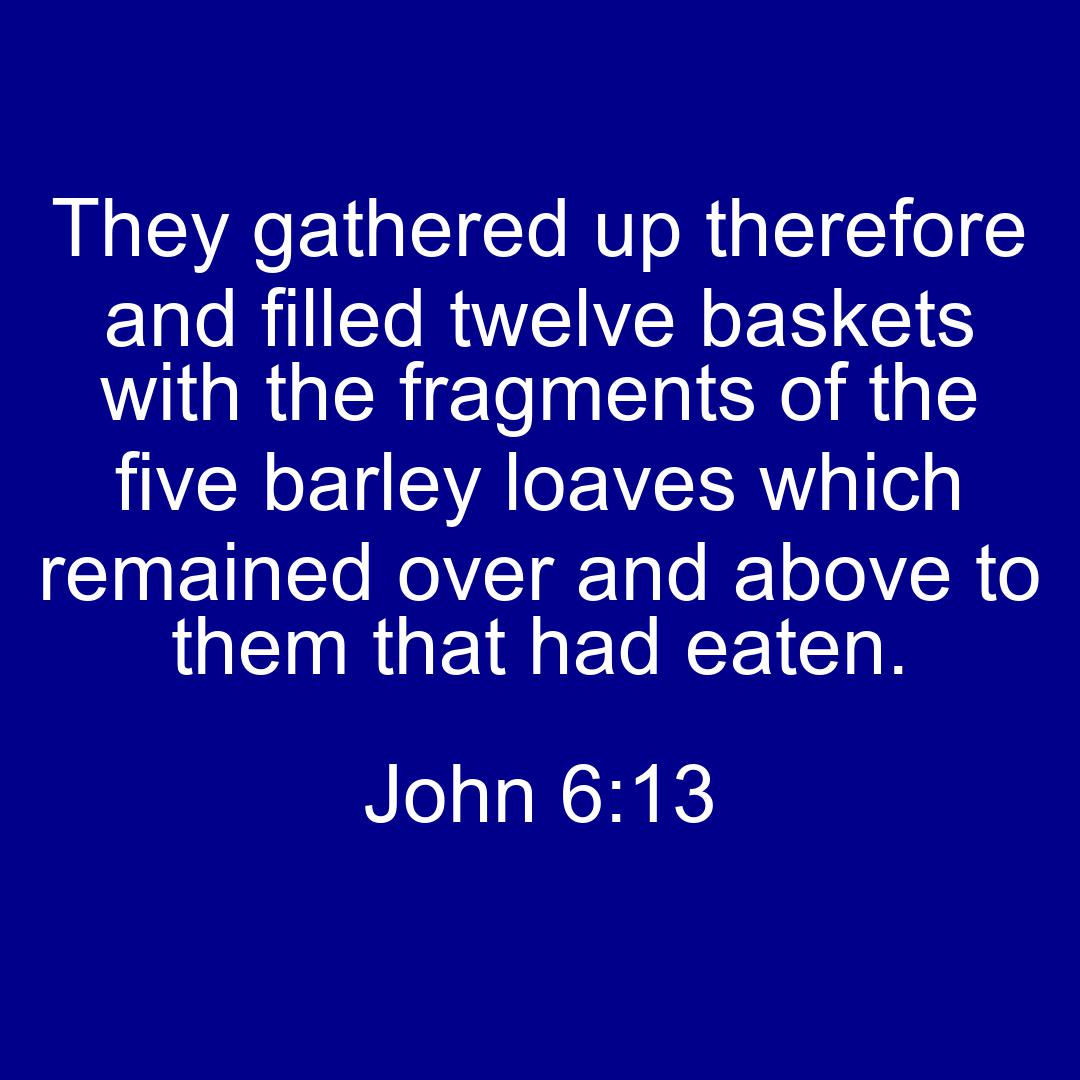 They gathered up therefore
and filled twelve baskets
with the fragments of the
five barley loaves which
remained over and above to
them that had eaten.
John 6:13